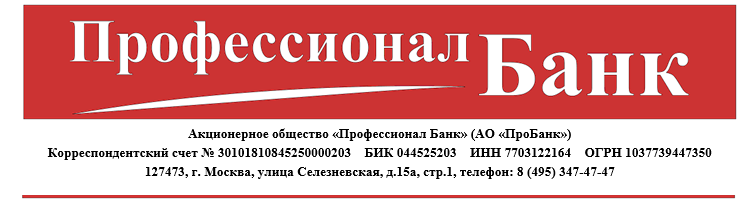 Профессионал Банк
Акционерное общество «Профессионал Банк» (АО «ПроБанк»)
Корреспондентский счет № 30101810845250000203 БИК 044525203 ИНН 7703122164 ОГРН 1037739447350
127473, г. Москва, улица Селезневская, д.15а, стр.1, телефон: 8 (495) 347-47-47